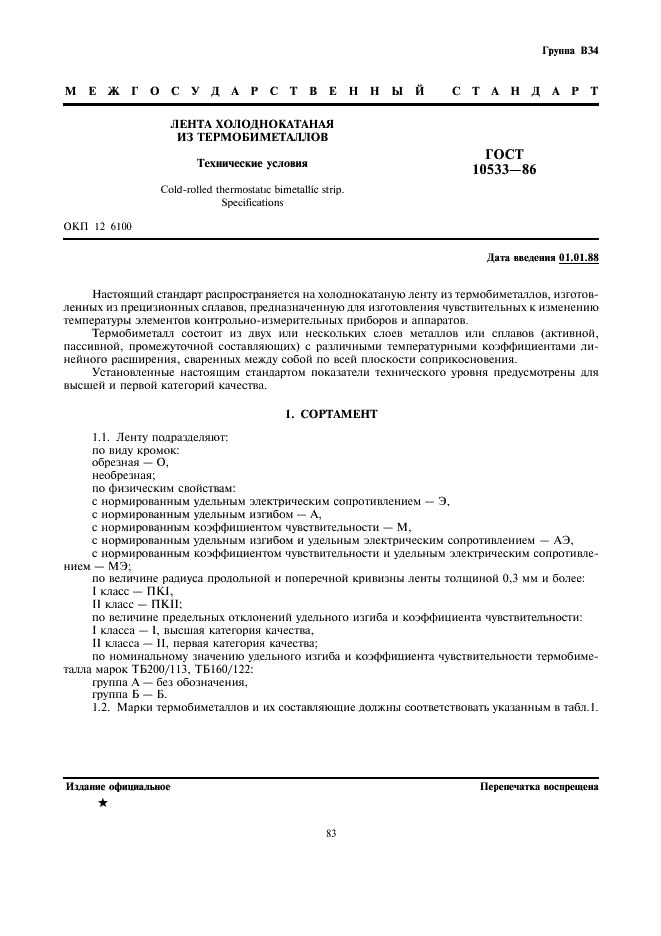 Группа В34
МЕЖГОСУДАРСТВЕННЫЙ СТАНДАРТ
ЛЕНТА ХОЛОДНОКАТАНАЯ
ИЗ ТЕРМОБИМЕТАЛЛОВ
Технические условия
Cold-rolled thermostatic bimetallic strip.
Specifications
ГОСТ
10533—86
ОКП 12 6100
Дата введения 01.01.88
Настоящий стандарт распространяется на холоднокатаную ленту из термобиметаллов, изготов-
ленных из прецизионных сплавов, предназначенную для изготовления чувствительных к изменению
температуры элементов контрольно-измерительных приборов и аппаратов.
Термобиметалл состоит из двух или нескольких слоев металлов или сплавов (активной,
пассивной, промежуточной составляющих) с различными температурными коэффициентами ли-
нейного расширения, сваренных между собой по всей плоскости соприкосновения.
Установленные настоящим стандартом показатели технического уровня предусмотрены для
высшей и первой категорий качества.
1. СОРТАМЕНТ
1.1. Ленту подразделяют:
по виду кромок:
обрезная — О,
необрезная;
по физическим свойствам:
с нормированным удельным электрическим сопротивлением — Э,
с нормированным удельным изгибом — А,
с нормированным коэффициентом чувствительности — М,
с нормированным удельным изгибом и удельным электрическим сопротивлением — АЭ,
с нормированным коэффициентом чувствительности и удельным электрическим сопротивле-
нием — МЭ;
по величине радиуса продольной и поперечной кривизны ленты толщиной 0,3 мм и более:
I класс — ПКI,
II класс — ПКII;
по величине предельных отклонений удельного изгиба и коэффициента чувствительности:
I класса — I, высшая категория качества,
II класса — II, первая категория качества;
по номинальному значению удельного изгиба и коэффициента чувствительности термобиме-
талла марок ТБ200/113, ТБ160/122:
группа А — без обозначения,
группа Б — Б.
1.2. Марки термобиметаллов и их составляющие должны соответствовать указанным в табл.1.
Издание официальное
Перепечатка воспрещена
★
83